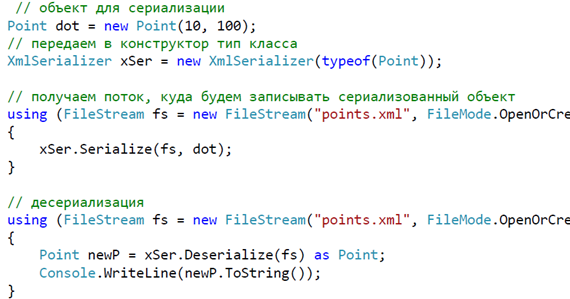 // объект для сериализации
Point dot = new Point(10, 100);
// передаем в конструктор тип класса
XmlSerializer xSer = new XmlSerializer(typeof(Point));
// получаем поток, куда будем записывать сериализованный объект
using (FileStream fs = new FileStream("points.xml", FileMode.OpenOrCre
{
xSer.Serialize(fs, dot);
}
// десериализация
using (FileStream fs = new FileStream("points.xml", FileMode.OpenOrCre
{
Point newP = xSer.Deserialize(fs) as Point;
Console.WriteLine(newP.ToString());
}